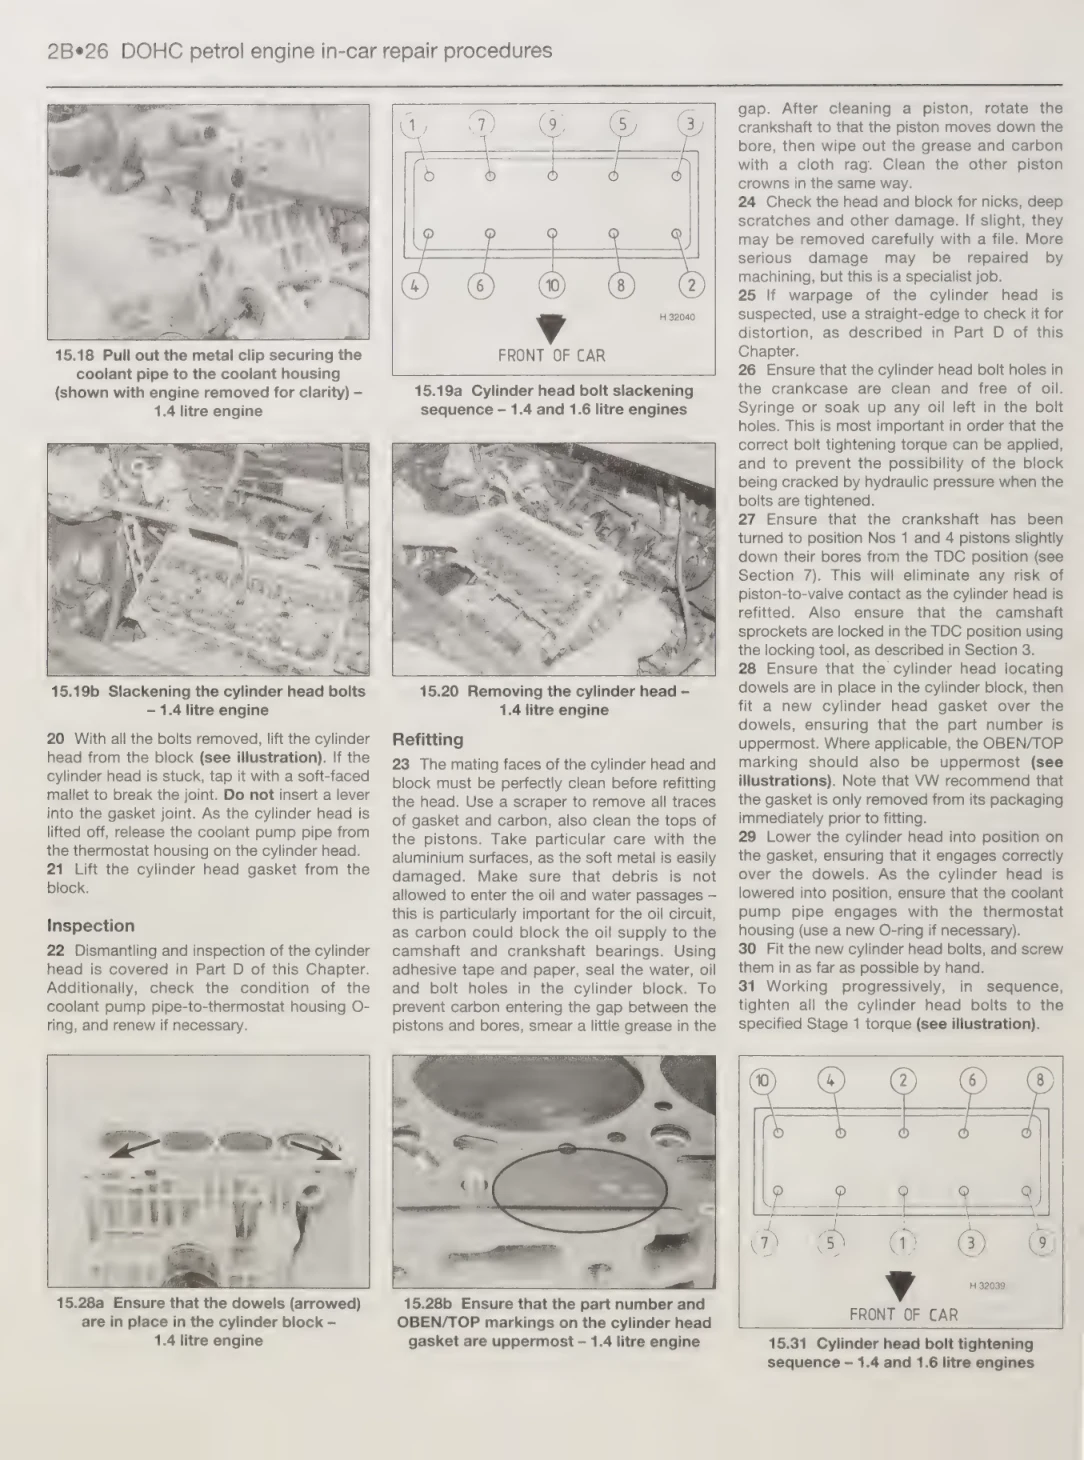 2B•26 DOHC petrol engine in-car repair procedures
1
7
9
5
3
4
6
10
8
2
H 32040
FRONT OF CAR
15.18 Pull out the metal clip securing the
coolant pipe to the coolant housing
(shown with engine removed for clarity) –
1.4 litre engine
15.19a Cylinder head bolt slackening
sequence – 1.4 and 1.6 litre engines
15.19b Slackening the cylinder head bolts
– 1.4 litre engine
15.20 Removing the cylinder head –
1.4 litre engine
20 With all the bolts removed, lift the cylinder
head from the block (see illustration). If the
cylinder head is stuck, tap it with a soft-faced
mallet to break the joint. Do not insert a lever
into the gasket joint. As the cylinder head is
lifted off, release the coolant pump pipe from
the thermostat housing on the cylinder head.
21 Lift the cylinder head gasket from the
block.
Inspection
22 Dismantling and inspection of the cylinder
head is covered in Part D of this Chapter.
Additionally, check the condition of the
coolant pump pipe-to-thermostat housing O-
ring, and renew if necessary.
Refitting
23 The mating faces of the cylinder head and
block must be perfectly clean before refitting
the head. Use a scraper to remove all traces
of gasket and carbon, also clean the tops of
the pistons. Take particular care with the
aluminium surfaces, as the soft metal is easily
damaged. Make sure that debris is not
allowed to enter the oil and water passages –
this is particularly important for the oil circuit,
as carbon could block the oil supply to the
camshaft and crankshaft bearings. Using
adhesive tape and paper, seal the water, oil
and bolt holes in the cylinder block. To
prevent carbon entering the gap between the
pistons and bores, smear a little grease in the
gap. After cleaning a piston, rotate the
crankshaft to that the piston moves down the
bore, then wipe out the grease and carbon
with a cloth rag. Clean the other piston
crowns in the same way.
24 Check the head and block for nicks, deep
scratches and other damage. If slight, they
may be removed carefully with a file. More
serious damage may be repaired by
machining, but this is a specialist job.
25 If warpage of the cylinder head is
suspected, use a straight-edge to check it for
distortion, as described in Part D of this
Chapter.
26 Ensure that the cylinder head bolt holes in
the crankcase are clean and free of oil.
Syringe or soak up any oil left in the bolt
holes. This is most important in order that the
correct bolt tightening torque can be applied,
and to prevent the possibility of the block
being cracked by hydraulic pressure when the
bolts are tightened.
27 Ensure that the crankshaft has been
turned to position Nos 1 and 4 pistons slightly
down their bores from the TDC position (see
Section 7). This will eliminate any risk of
piston-to-valve contact as the cylinder head is
refitted. Also ensure that the camshaft
sprockets are locked in the TDC position using
the locking tool, as described in Section 3.
28 Ensure that the cylinder head locating
dowels are in place in the cylinder block, then
fit a new cylinder head gasket over the
dowels, ensuring that the part number is
uppermost. Where applicable, the OBEN/TOP
marking should also be uppermost (see
illustrations). Note that VW recommend that
the gasket is only removed from its packaging
immediately prior to fitting.
29 Lower the cylinder head into position on
the gasket, ensuring that it engages correctly
over the dowels. As the cylinder head is
lowered into position, ensure that the coolant
pump pipe engages with the thermostat
housing (use a new O-ring if necessary).
30 Fit the new cylinder head bolts, and screw
them in as far as possible by hand.
31 Working progressively, in sequence,
tighten all the cylinder head bolts to the
specified Stage 1 torque (see illustration).
15.28a Ensure that the dowels (arrowed)
are in place in the cylinder block –
1.4 litre engine
15.28b Ensure that the part number and
OBEN/TOP markings on the cylinder head
gasket are uppermost – 1.4 litre engine
10
4
2
6
8
7
5
1
3
9
H 32039
FRONT OF CAR
15.31 Cylinder head bolt tightening
sequence – 1.4 and 1.6 litre engines